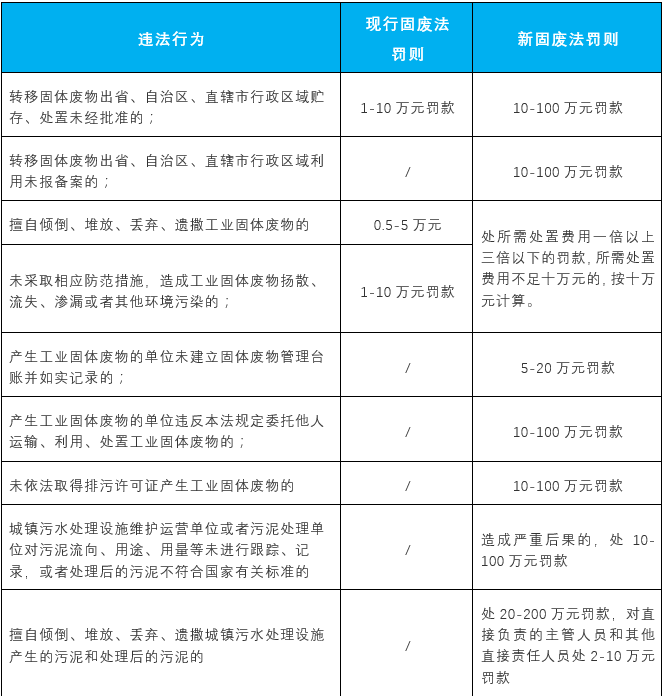 违法行为
现行固废法
罚则
新固废法罚则
转移固体废物出省、自治区、直辖市行政区域贮
存、处置未经批准的；
1-10 万元罚款
10-100 万元罚款
转移固体废物出省、自治区、直辖市行政区域利
用未报备案的；
/
10-100 万元罚款
擅自倾倒、堆放、丢弃、遗撒工业固体废物的
0.5-5 万元
处所需处置费用一倍以上
三倍以下的罚款，所需处置
费用不足十万元的，按十万
元计算。
未采取相应防范措施，造成工业固体废物扬散、
流失、渗漏或者其他环境污染的；
1-10 万元罚款
产生工业固体废物的单位未建立固体废物管理台
账并如实记录的；
/
5-20 万元罚款
产生工业固体废物的单位违反本法规定委托他人
运输、利用、处置工业固体废物的；
/
10-100 万元罚款
未依法取得排污许可证产生工业固体废物的
/
10-100 万元罚款
城镇污水处理设施维护运营单位或者污泥处理单
位对污泥流向、用途、用量等未进行跟踪、记
录，或者处理后的污泥不符合国家有关标准的
/
造成严重后果的，处 10-
100 万元罚款
擅自倾倒、堆放、丢弃、遗撒城镇污水处理设施
产生的污泥和处理后的污泥的
/
处 20-200 万元罚款，对直
接负责的主管人员和其他
直接责任人员处 2-10 万元
罚款